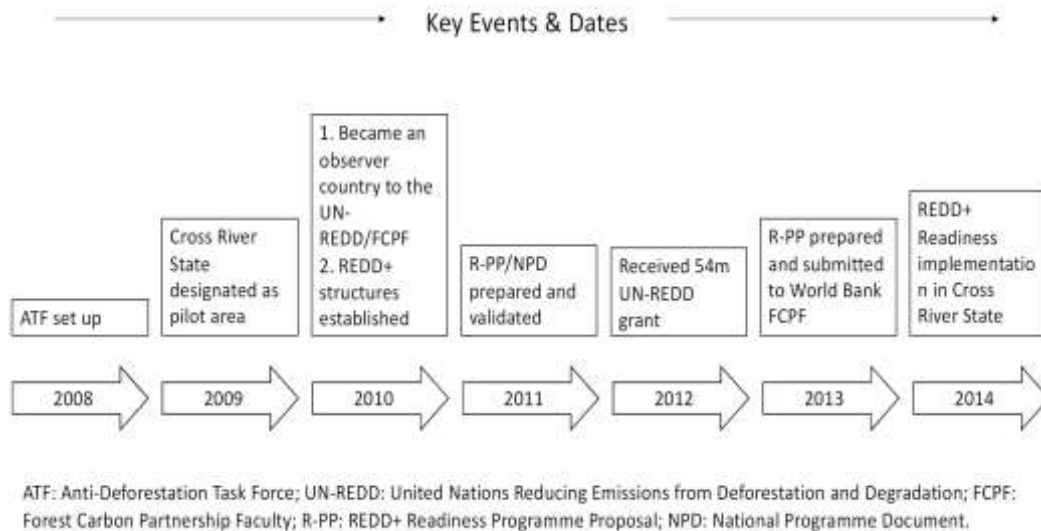 Key Events & Dates
ATF set up
Cross River
State
designated as
pilot area
1. Became an
observer
country to the
UN-
REDD/FCPF
2. REDD+
structures
established
R-PP/NPD
prepared and
validated
Received 54m
UN-REDD
grant
R-PP prepared
and submitted
to World Bank
FCPF
REDD+
Readiness
implementatio
n in Cross
River State
2008
2009
2010
2011
2012
2013
2014
ATF: Anti-Deforestation Task Force; UN-REDD: United Nations Reducing Emissions from Deforestation and Degradation; FCPF:
Forest Carbon Partnership Faculty; R-PP: REDD+ Readiness Programme Proposal; NPD: National Programme Document.